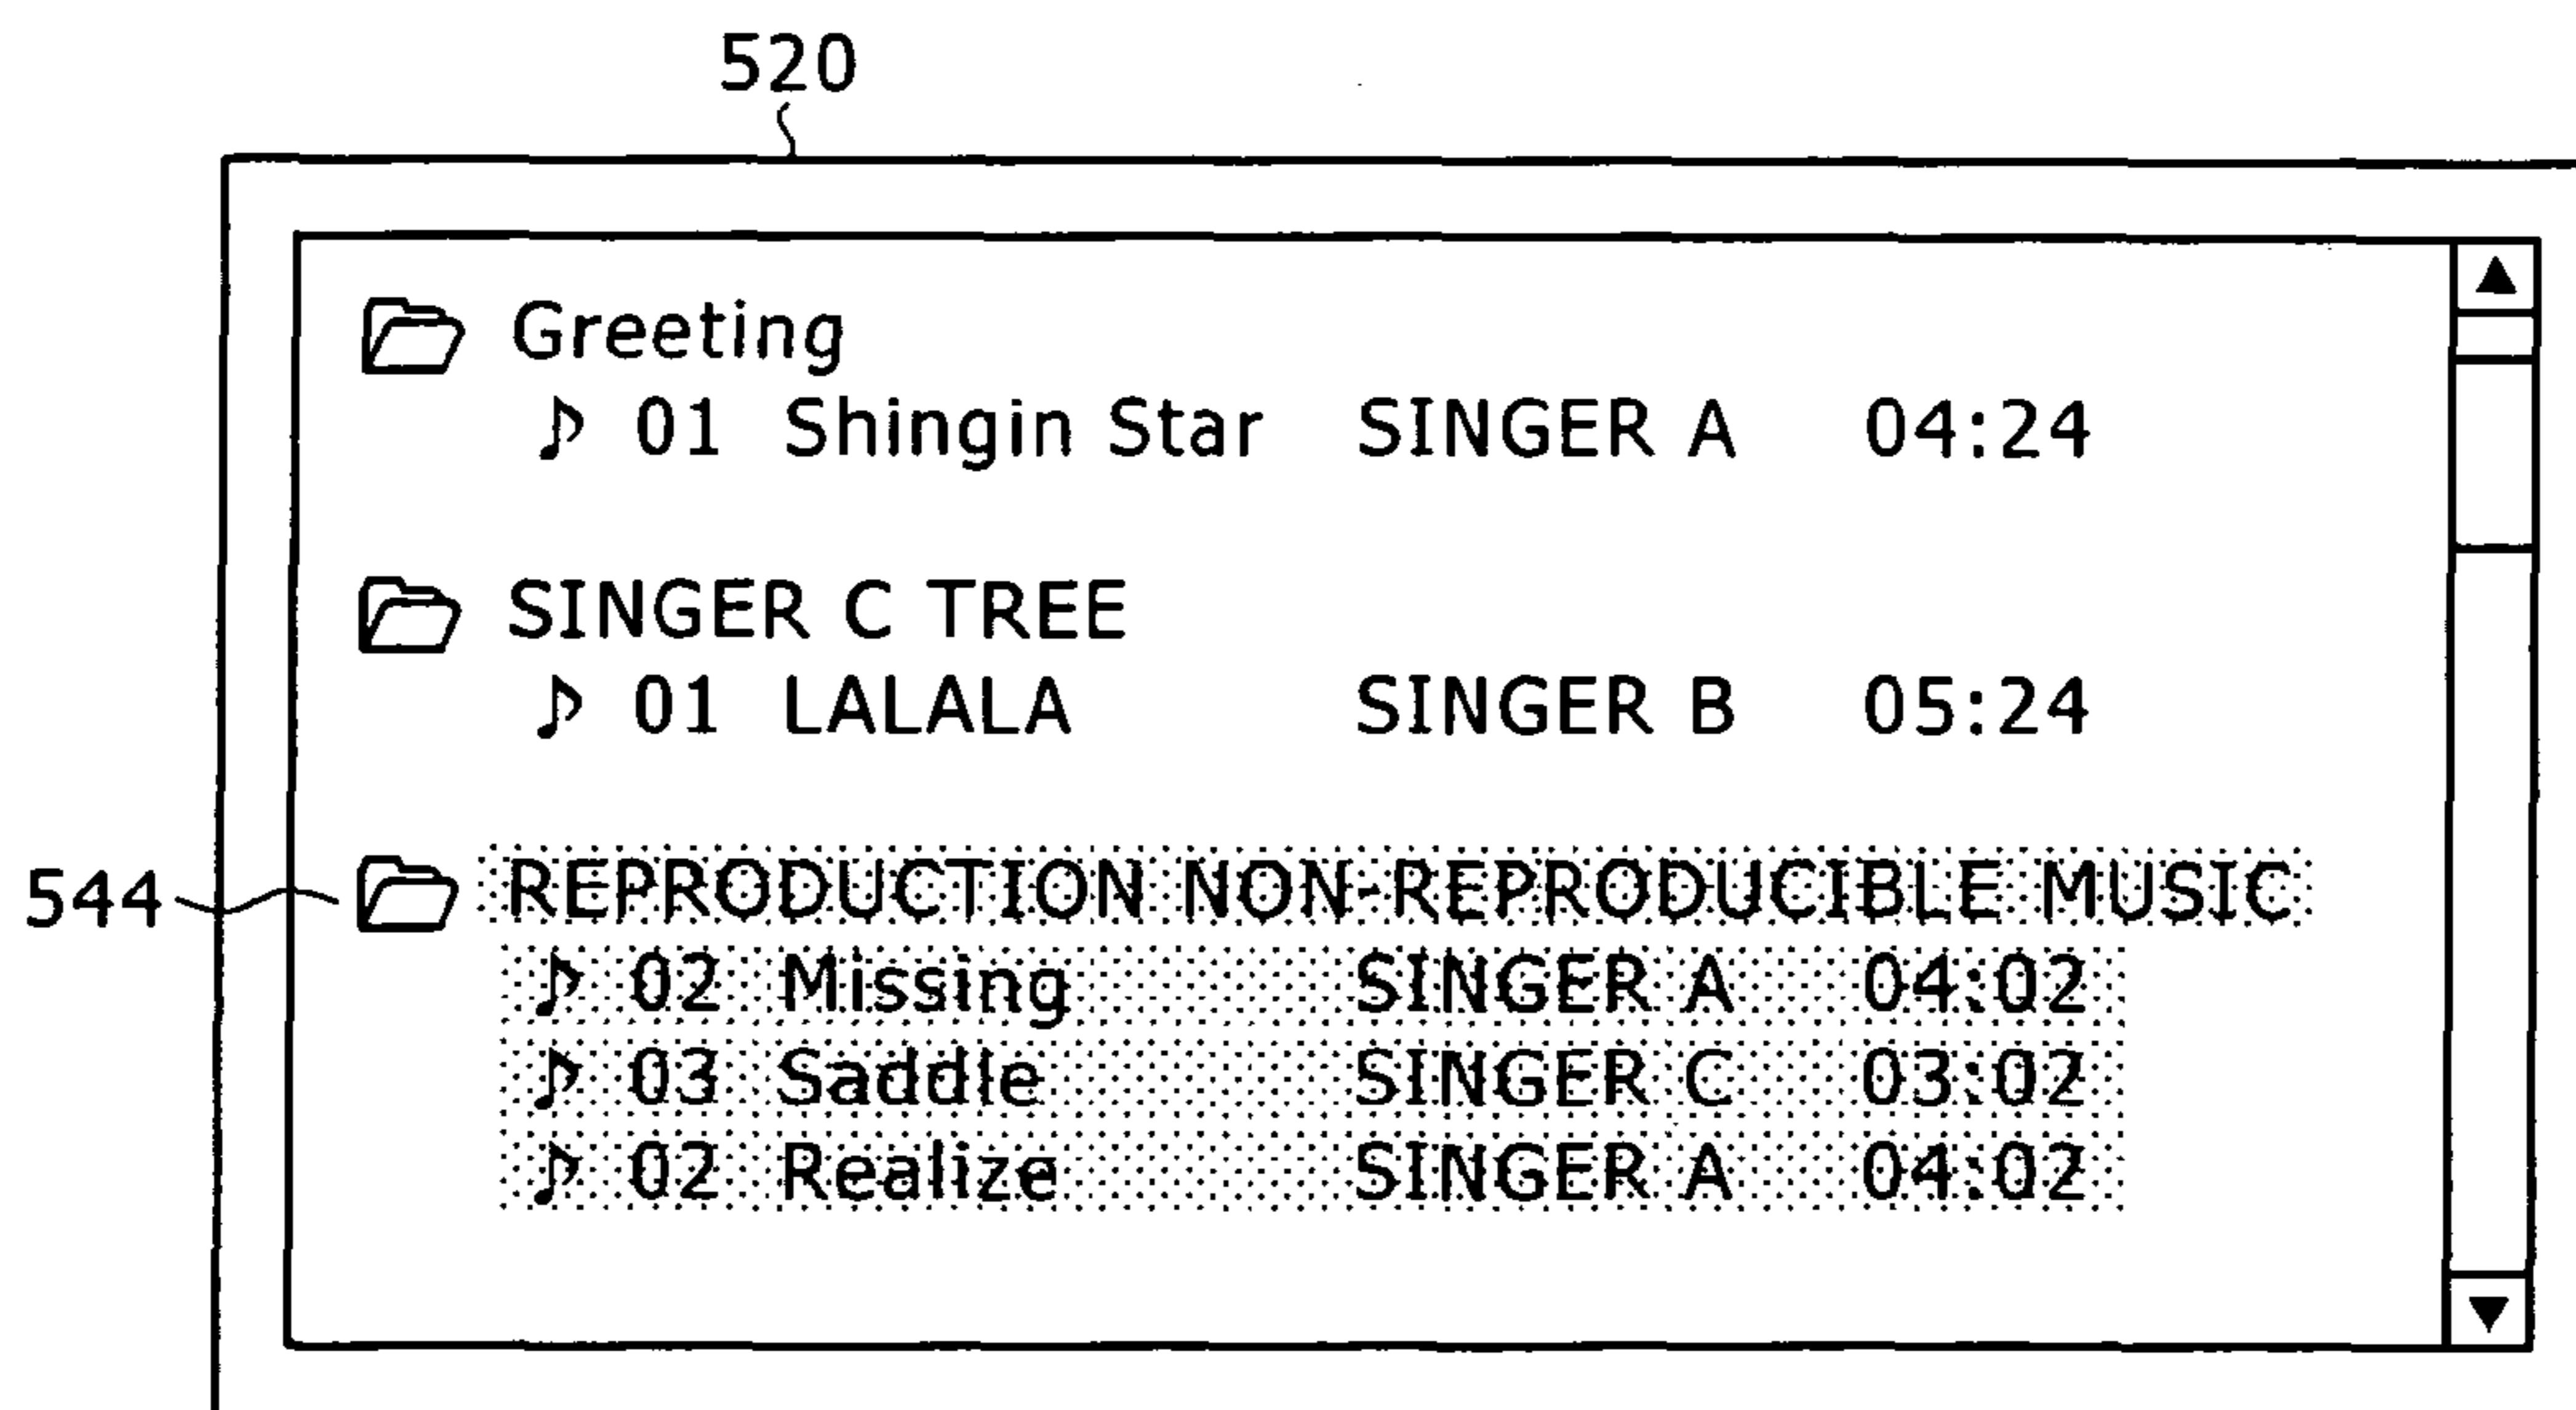 520
Greeting
♪ 01 Shingin Star SINGER A 04:24
SINGER C TREE
♪ 01 LALALA SINGER B 05:24
544 REPRODUCTION NON-REPRODUCIBLE MUSIC
♪ 02 Missing SINGER A 04:02
♪ 03 Saddle SINGER C 03:02
♪ 02 Realize SINGER A 04:02